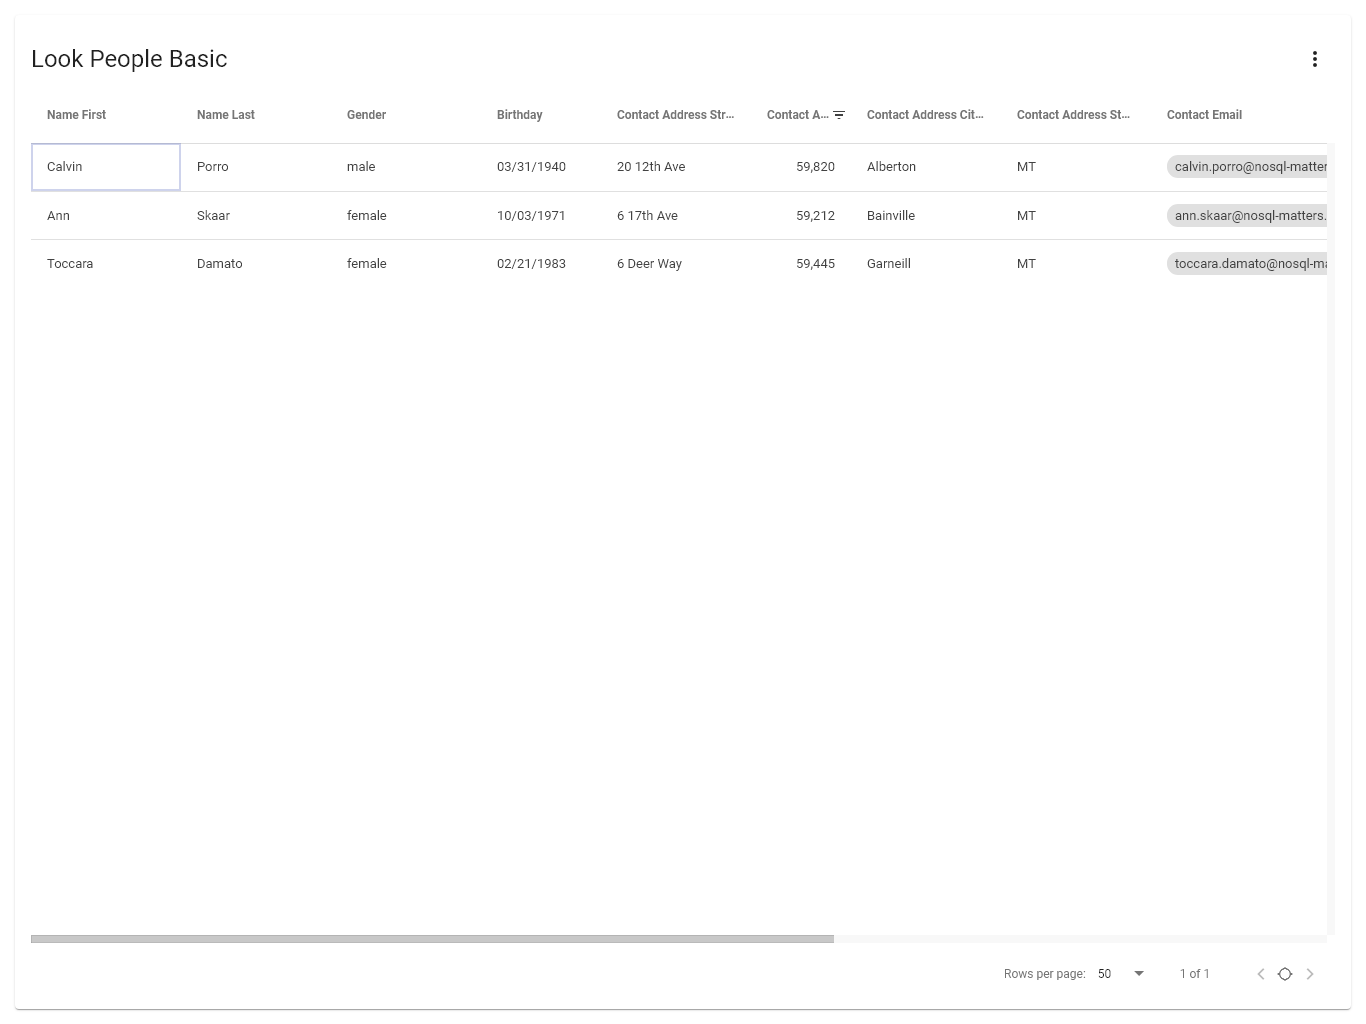 Look People Basic
Name First Name Last Gender Birthday Contact Address Str... Contact A... Contact Address Cit... Contact Address St... Contact Email
Calvin Porro male 03/31/1940 20 12th Ave 59,820 Alberton MT calvin.porro@nosql-matter
Ann Skaar female 10/03/1971 6 17th Ave 59,212 Bainville MT ann.skaar@nosql-matters.
Toccara Damato female 02/21/1983 6 Deer Way 59,445 Garneill MT toccara.damato@nosql-ma
Rows per page: 50 1 of 1